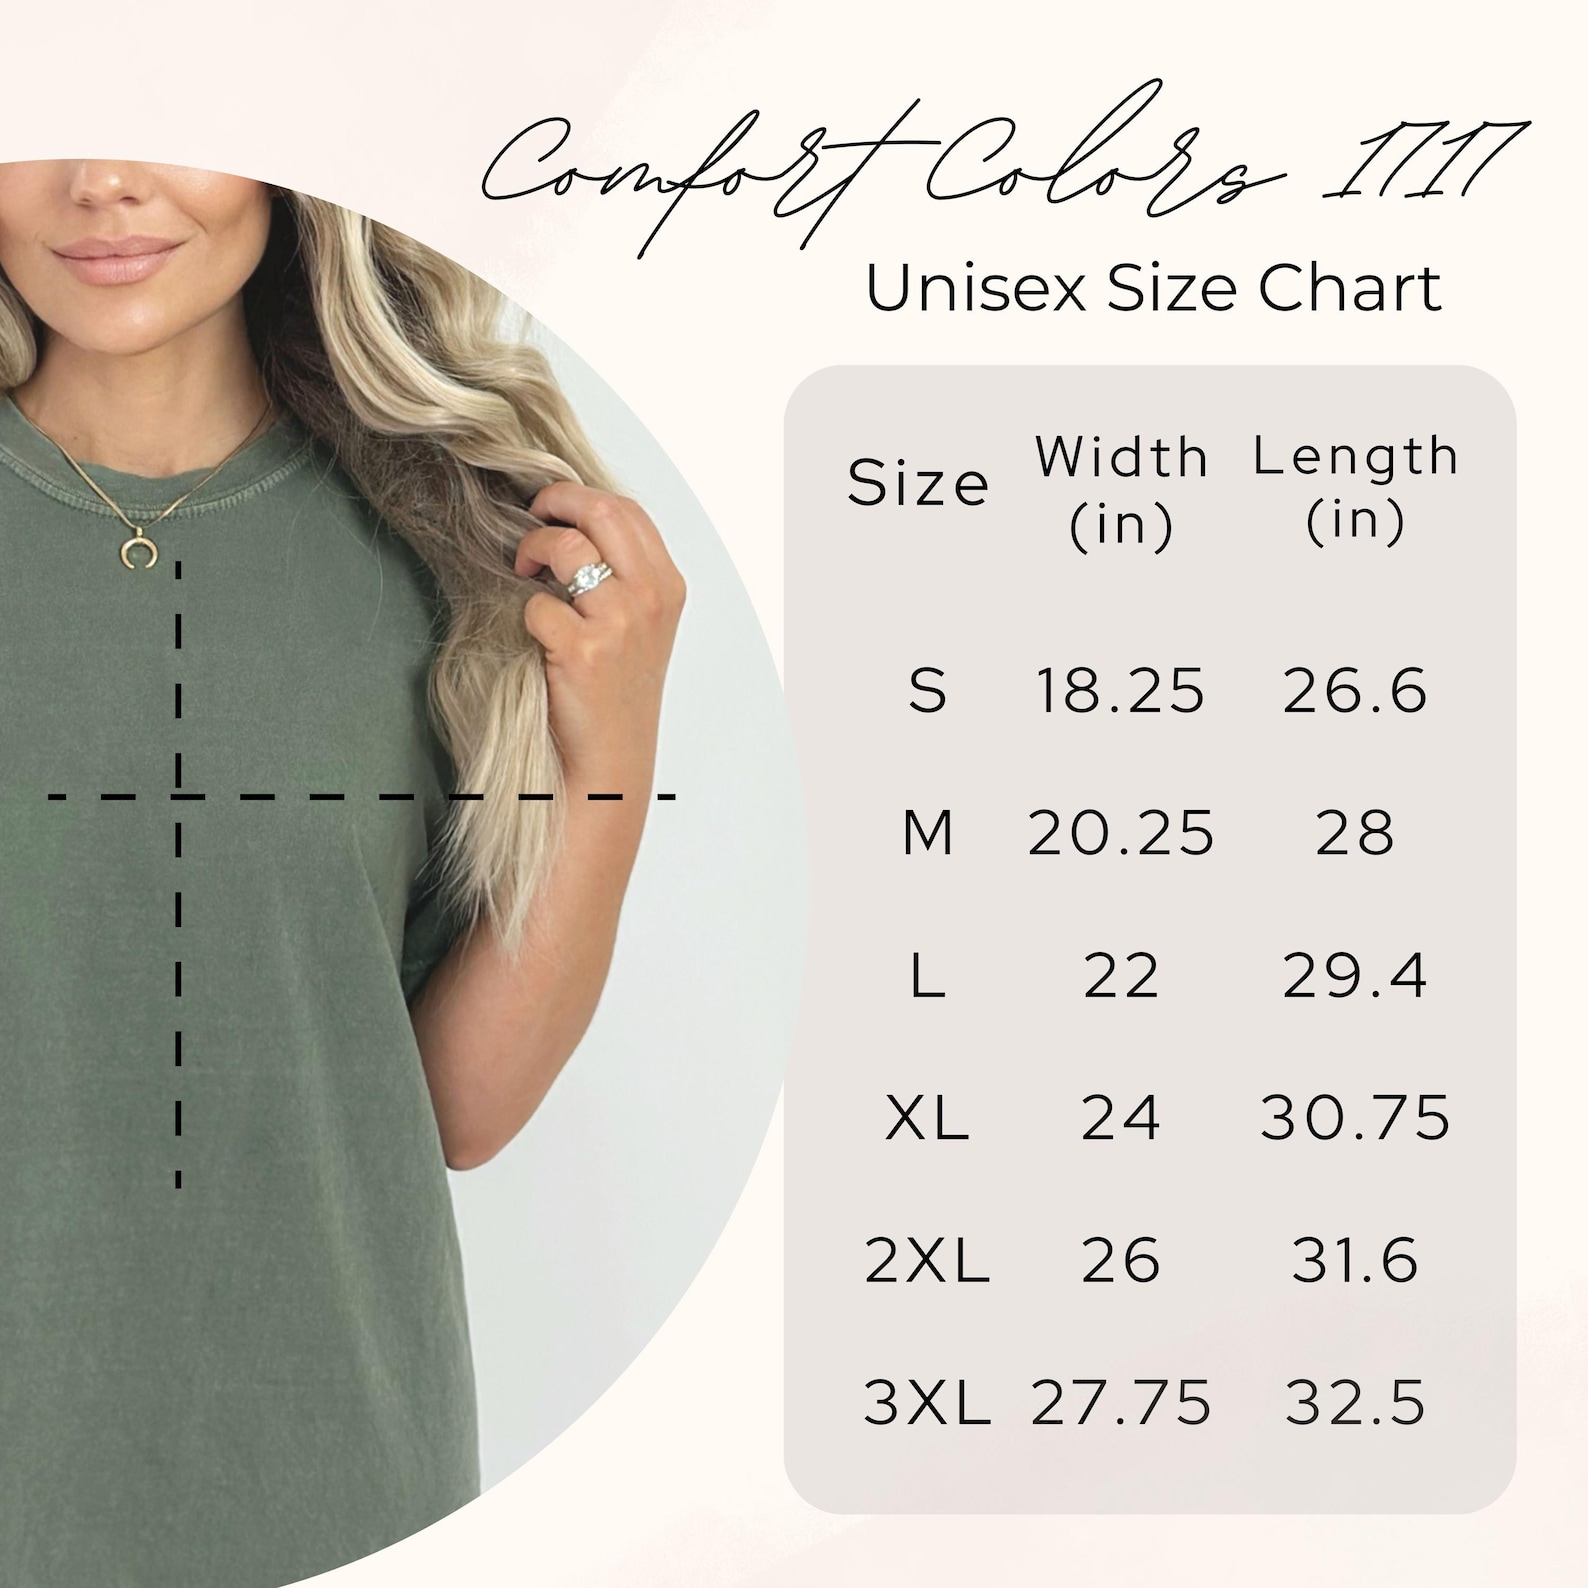 Comfort Colors 1717
Unisex Size Chart
Size Width (in) Length (in)
S 18.25 26.6
M 20.25 28
L 22 29.4
XL 24 30.75
2XL 26 31.6
3XL 27.75 32.5